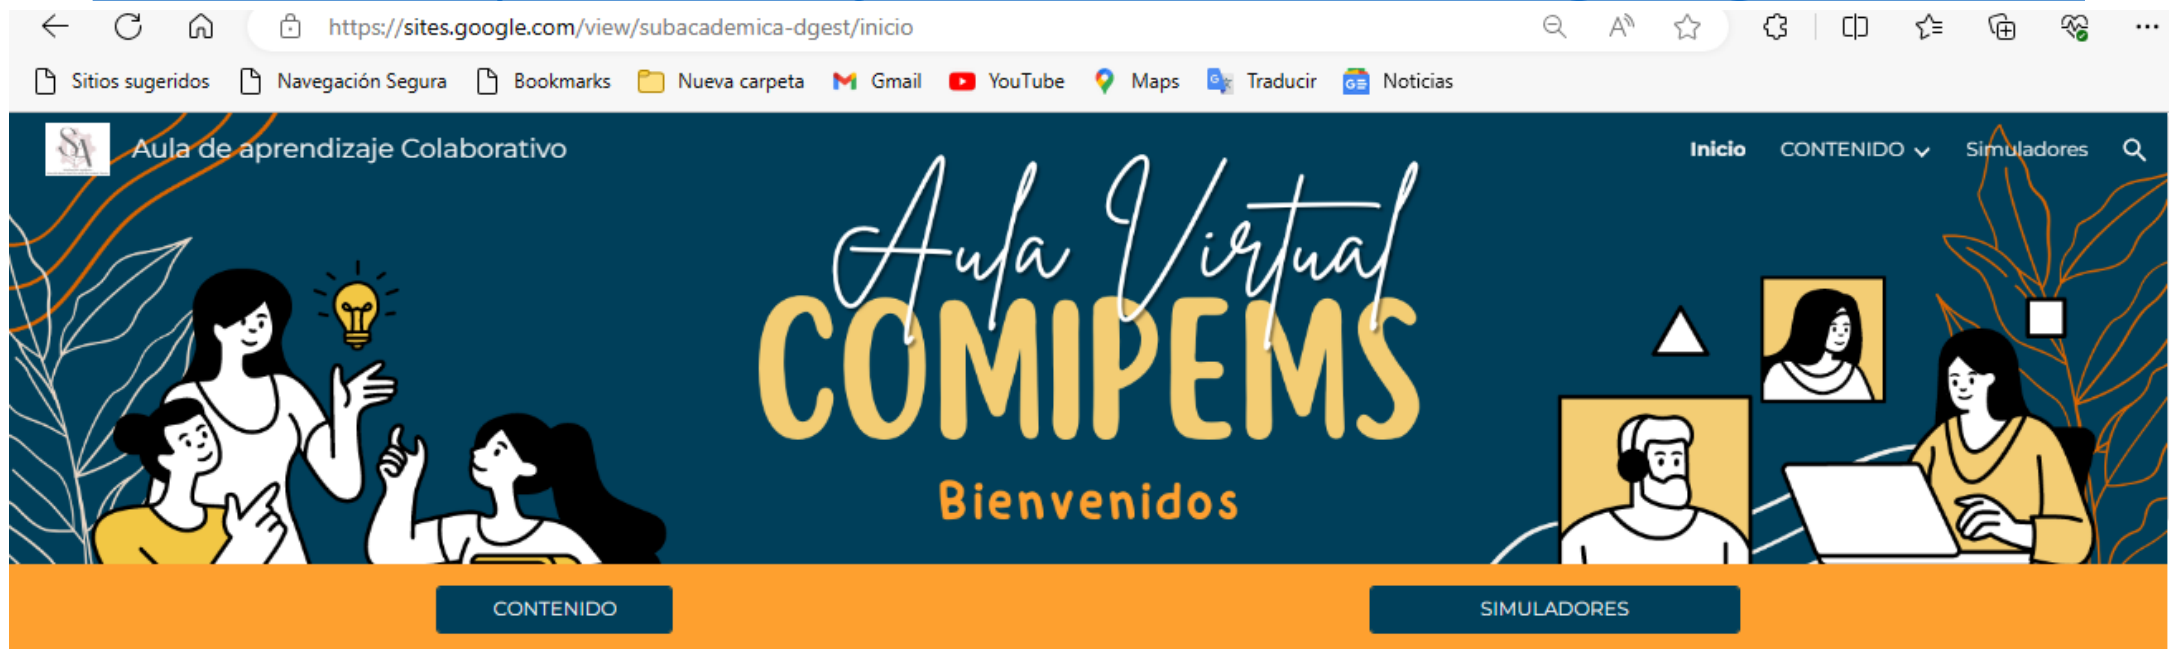 https://sites.google.com/view/subacademica-dgest/inicio
Sitios sugeridos Navegación Segura Bookmarks Nueva carpeta Gmail YouTube Maps Traducir Noticias
SA Aula de aprendizaje Colaborativo Inicio CONTENIDO Simuladores
Aula Virtual
COMIPEMS
Bienvenidos
CONTENIDO SIMULADORES